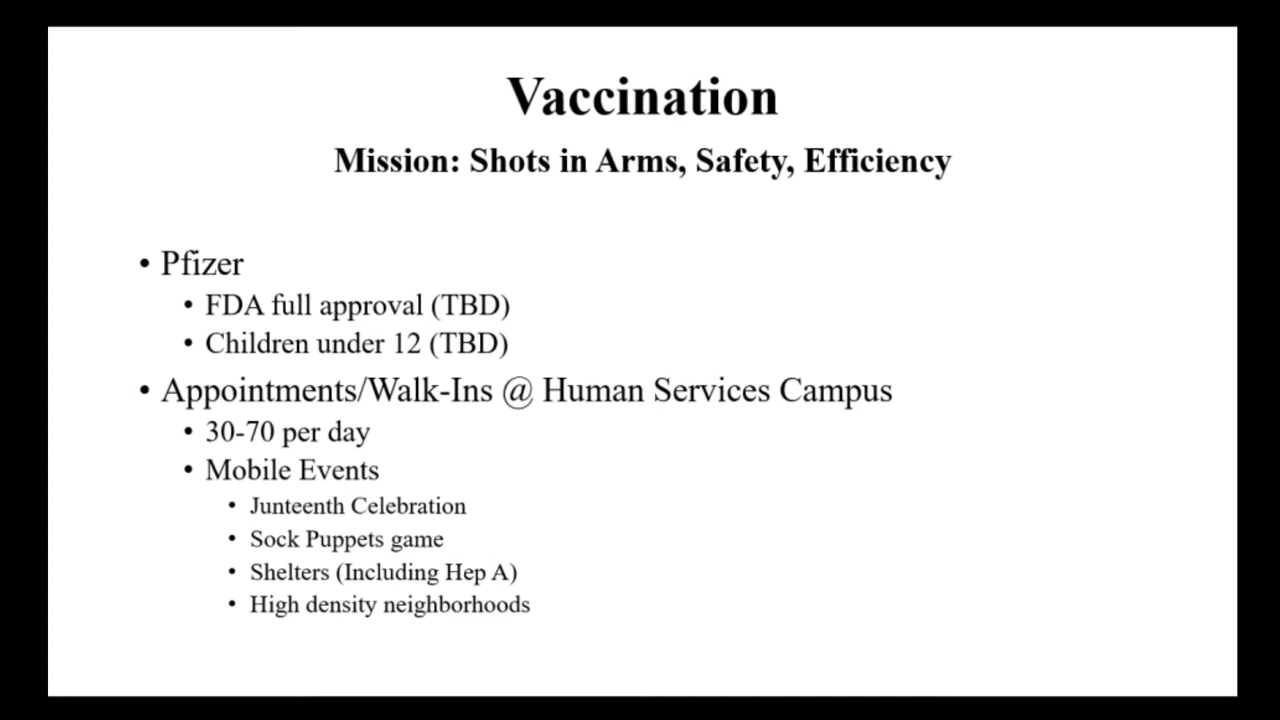 Vaccination
Mission: Shots in Arms, Safety, Efficiency
• Pfizer
• FDA full approval (TBD)
• Children under 12 (TBD)
• Appointments/Walk-Ins @ Human Services Campus
• 30-70 per day
• Mobile Events
• Junteenth Celebration
• Sock Puppets game
• Shelters (Including Hep A)
• High density neighborhoods